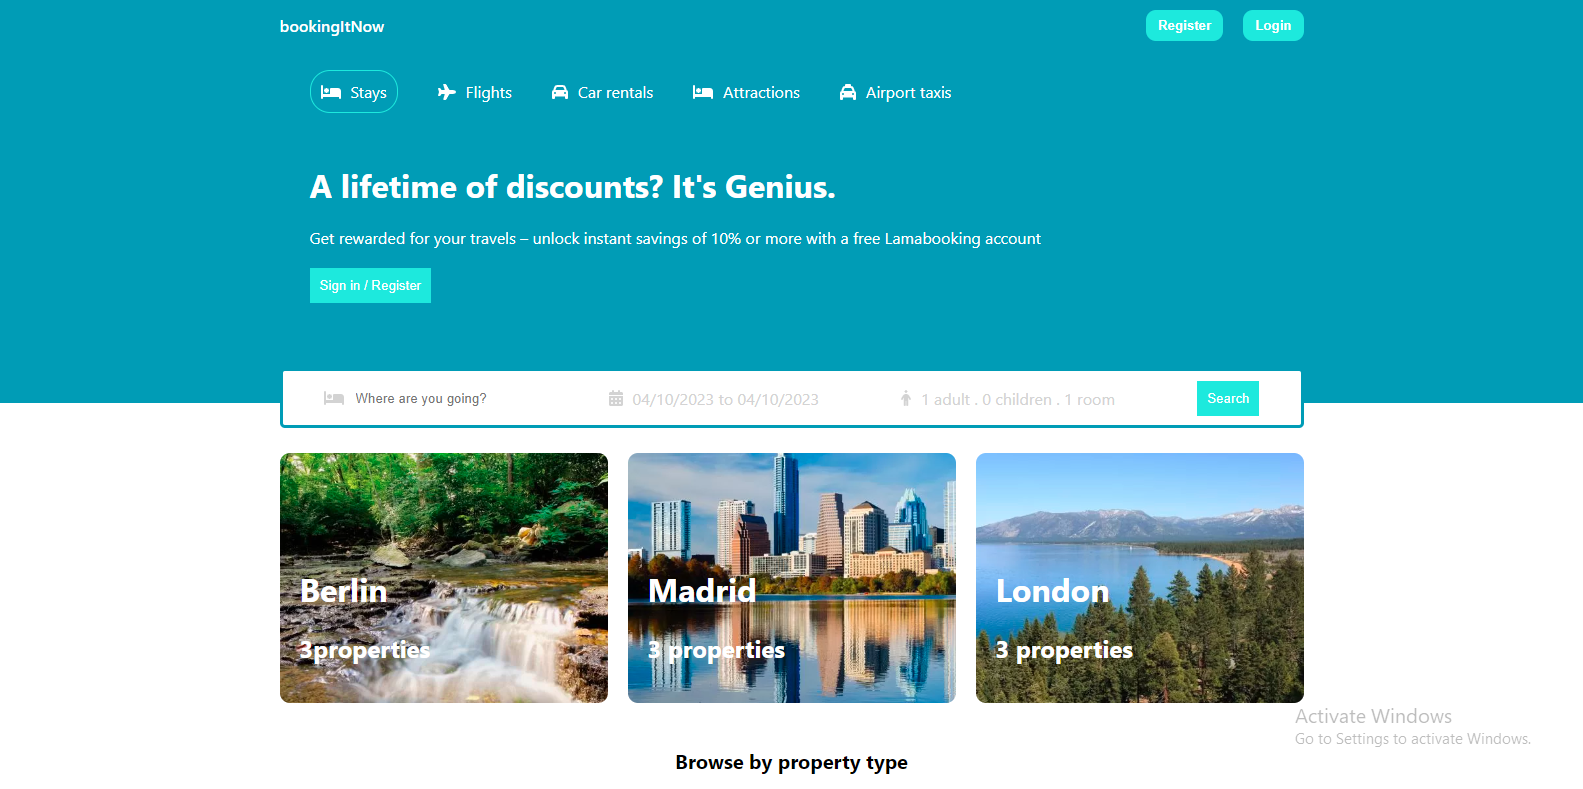 bookingItNow
Register
Login
Stays
Flights
Car rentals
Attractions
Airport taxis
A lifetime of discounts? It's Genius.
Get rewarded for your travels – unlock instant savings of 10% or more with a free Lamabooking account
Sign in / Register
Where are you going?
04/10/2023 to 04/10/2023
1 adult . 0 children . 1 room
Search
Berlin
3properties
Madrid
3 properties
London
3 properties
Activate Windows
Go to Settings to activate Windows.
Browse by property type